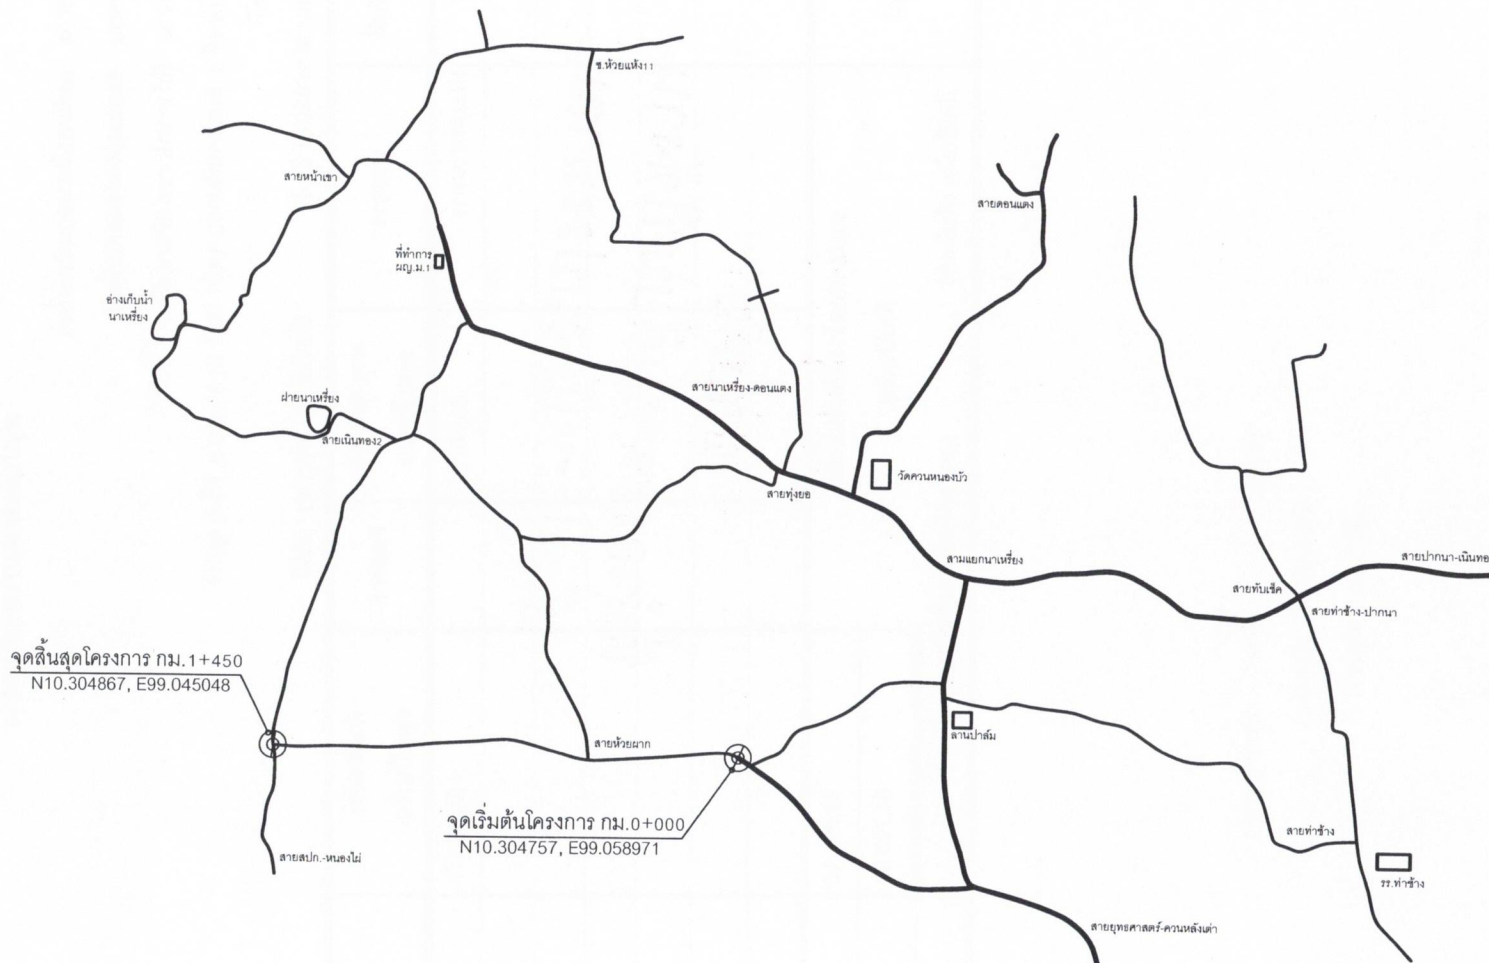 ซ.ห้วยแห้ง11
สายหน้าเขา
สายดอนแตง
ที่ทำการ
ผญ.ม.1
อ่างเก็บน้ำ
นาเหรี่ยง
สายนาเหรี่ยง-ดอนแตง
ฝายนาเหรี่ยง
สายเนินทอง2
วัดควนหนองบัว
สายทุ่งยอ
สามแยกนาเหรี่ยง
สายปากนา-เนินทอ
สายทับเช็ค
สายท่าช้าง-ปากนา
จุดสิ้นสุดโครงการ กม.1+450
N10.304867, E99.045048
ลานปาล์ม
สายห้วยผาก
จุดเริ่มต้นโครงการ กม.0+000
N10.304757, E99.058971
สายท่าช้าง
สายสปก.-หนองไผ่
รร.ท่าช้าง
สายยุทธศาสตร์-ควนหลังเต่า